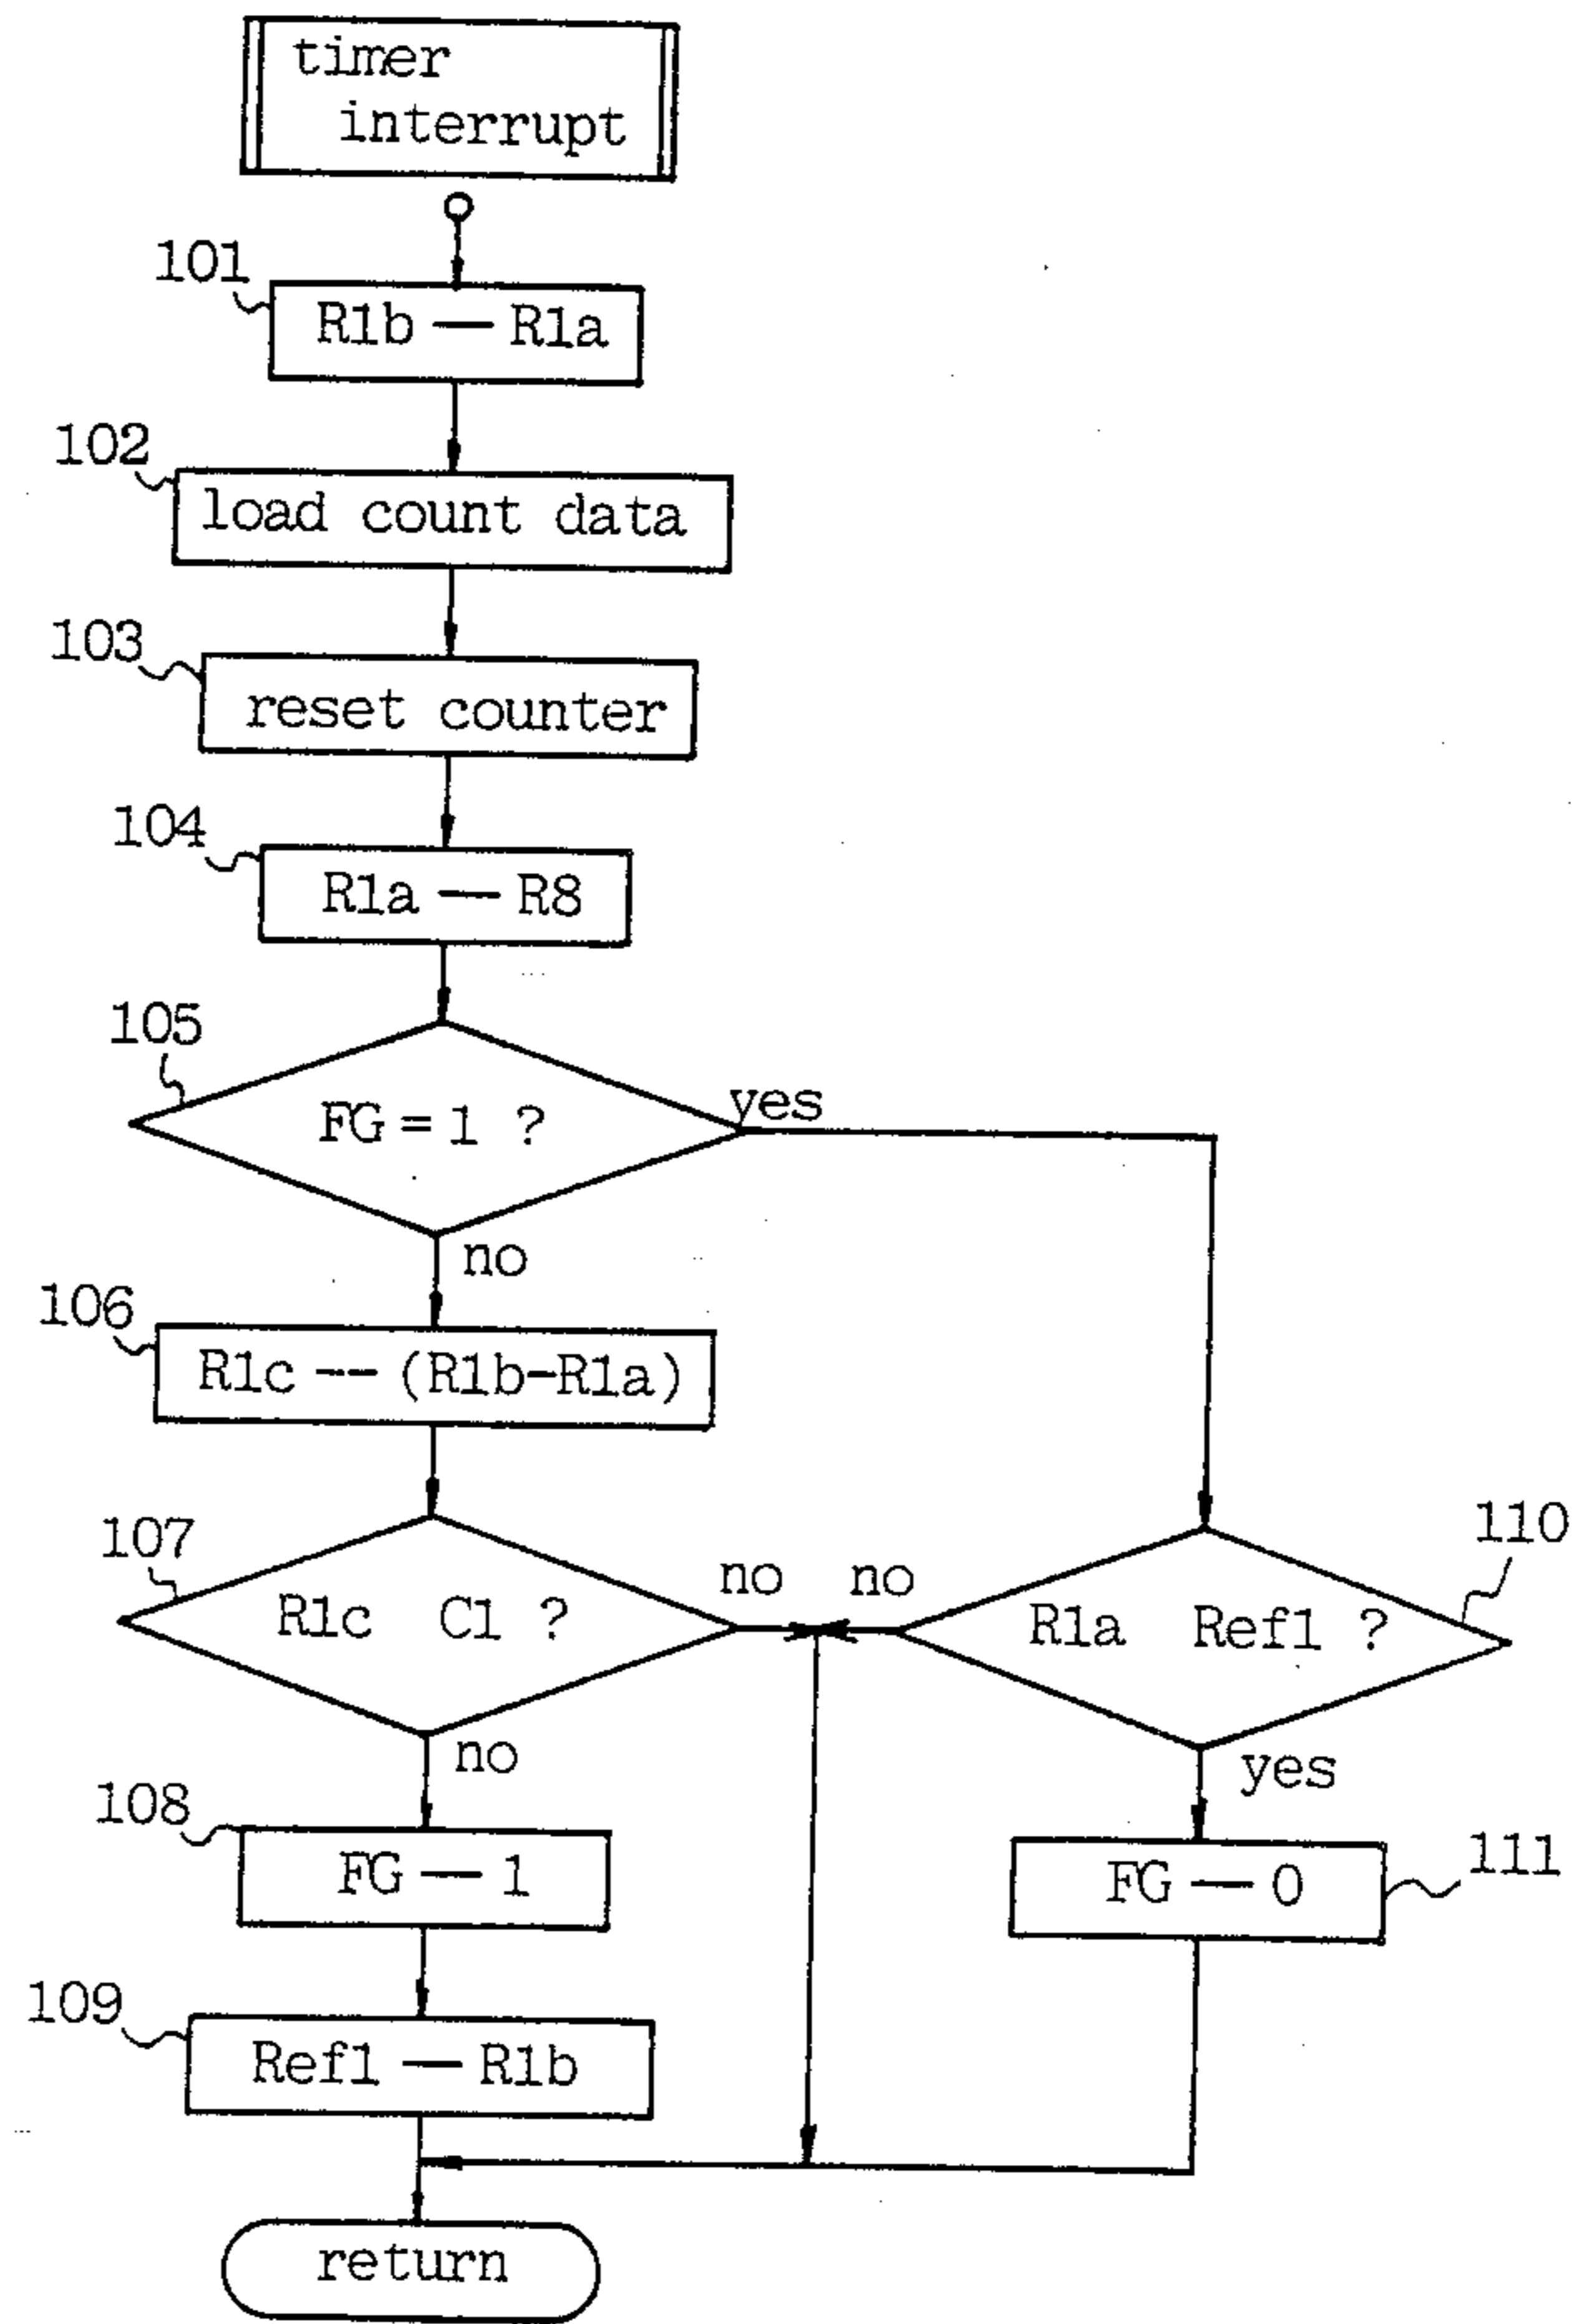 timer
interrupt
101
R1b — R1a
102
load count data
103
reset counter
104
R1a — R8
105
FG = 1 ?
yes
no
106
R1c -- (R1b-R1a)
107
R1c C1 ?
no
no
R1a Ref1 ?
110
no
yes
108
FG — 1
FG — 0
111
109
Ref1 — R1b
return